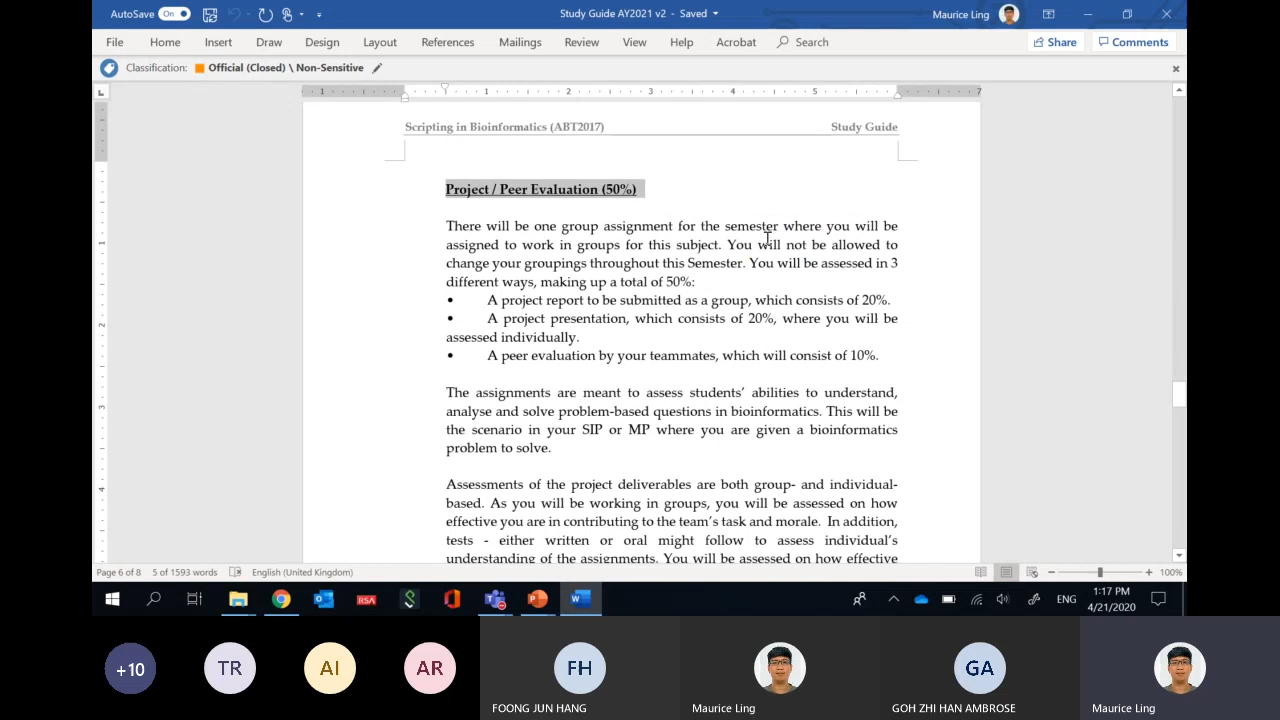 AutoSave On Study Guide AY2021 v2 - Saved Maurice Ling
File Home Insert Draw Design Layout References Mailings Review View Help Acrobat Search Share Comments
Classification: Official (Closed) \ Non-Sensitive
1 1 2 3 4 5 7
Scripting in Bioinformatics (ABT2017) Study Guide
Project / Peer Evaluation (50%)
There will be one group assignment for the semester where you will be
assigned to work in groups for this subject. You will not be allowed to
change your groupings throughout this Semester. You will be assessed in 3
different ways, making up a total of 50%:
• A project report to be submitted as a group, which consists of 20%.
• A project presentation, which consists of 20%, where you will be
assessed individually.
• A peer evaluation by your teammates, which will consist of 10%.
The assignments are meant to assess students' abilities to understand,
analyse and solve problem-based questions in bioinformatics. This will be
the scenario in your SIP or MP where you are given a bioinformatics
problem to solve.
Assessments of the project deliverables are both group- and individual-
based. As you will be working in groups, you will be assessed on how
effective you are in contributing to the team's task and morale. In addition,
tests - either written or oral might follow to assess individual's
understanding of the assignments. You will be assessed on how effective
Page 6 of 8 5 of 1593 words English (United Kingdom) 100%
RSA ENG 1:17 PM
4/21/2020
+10 TR AI AR FH GA
FOONG JUN HANG Maurice Ling GOH ZHI HAN AMBROSE Maurice Ling